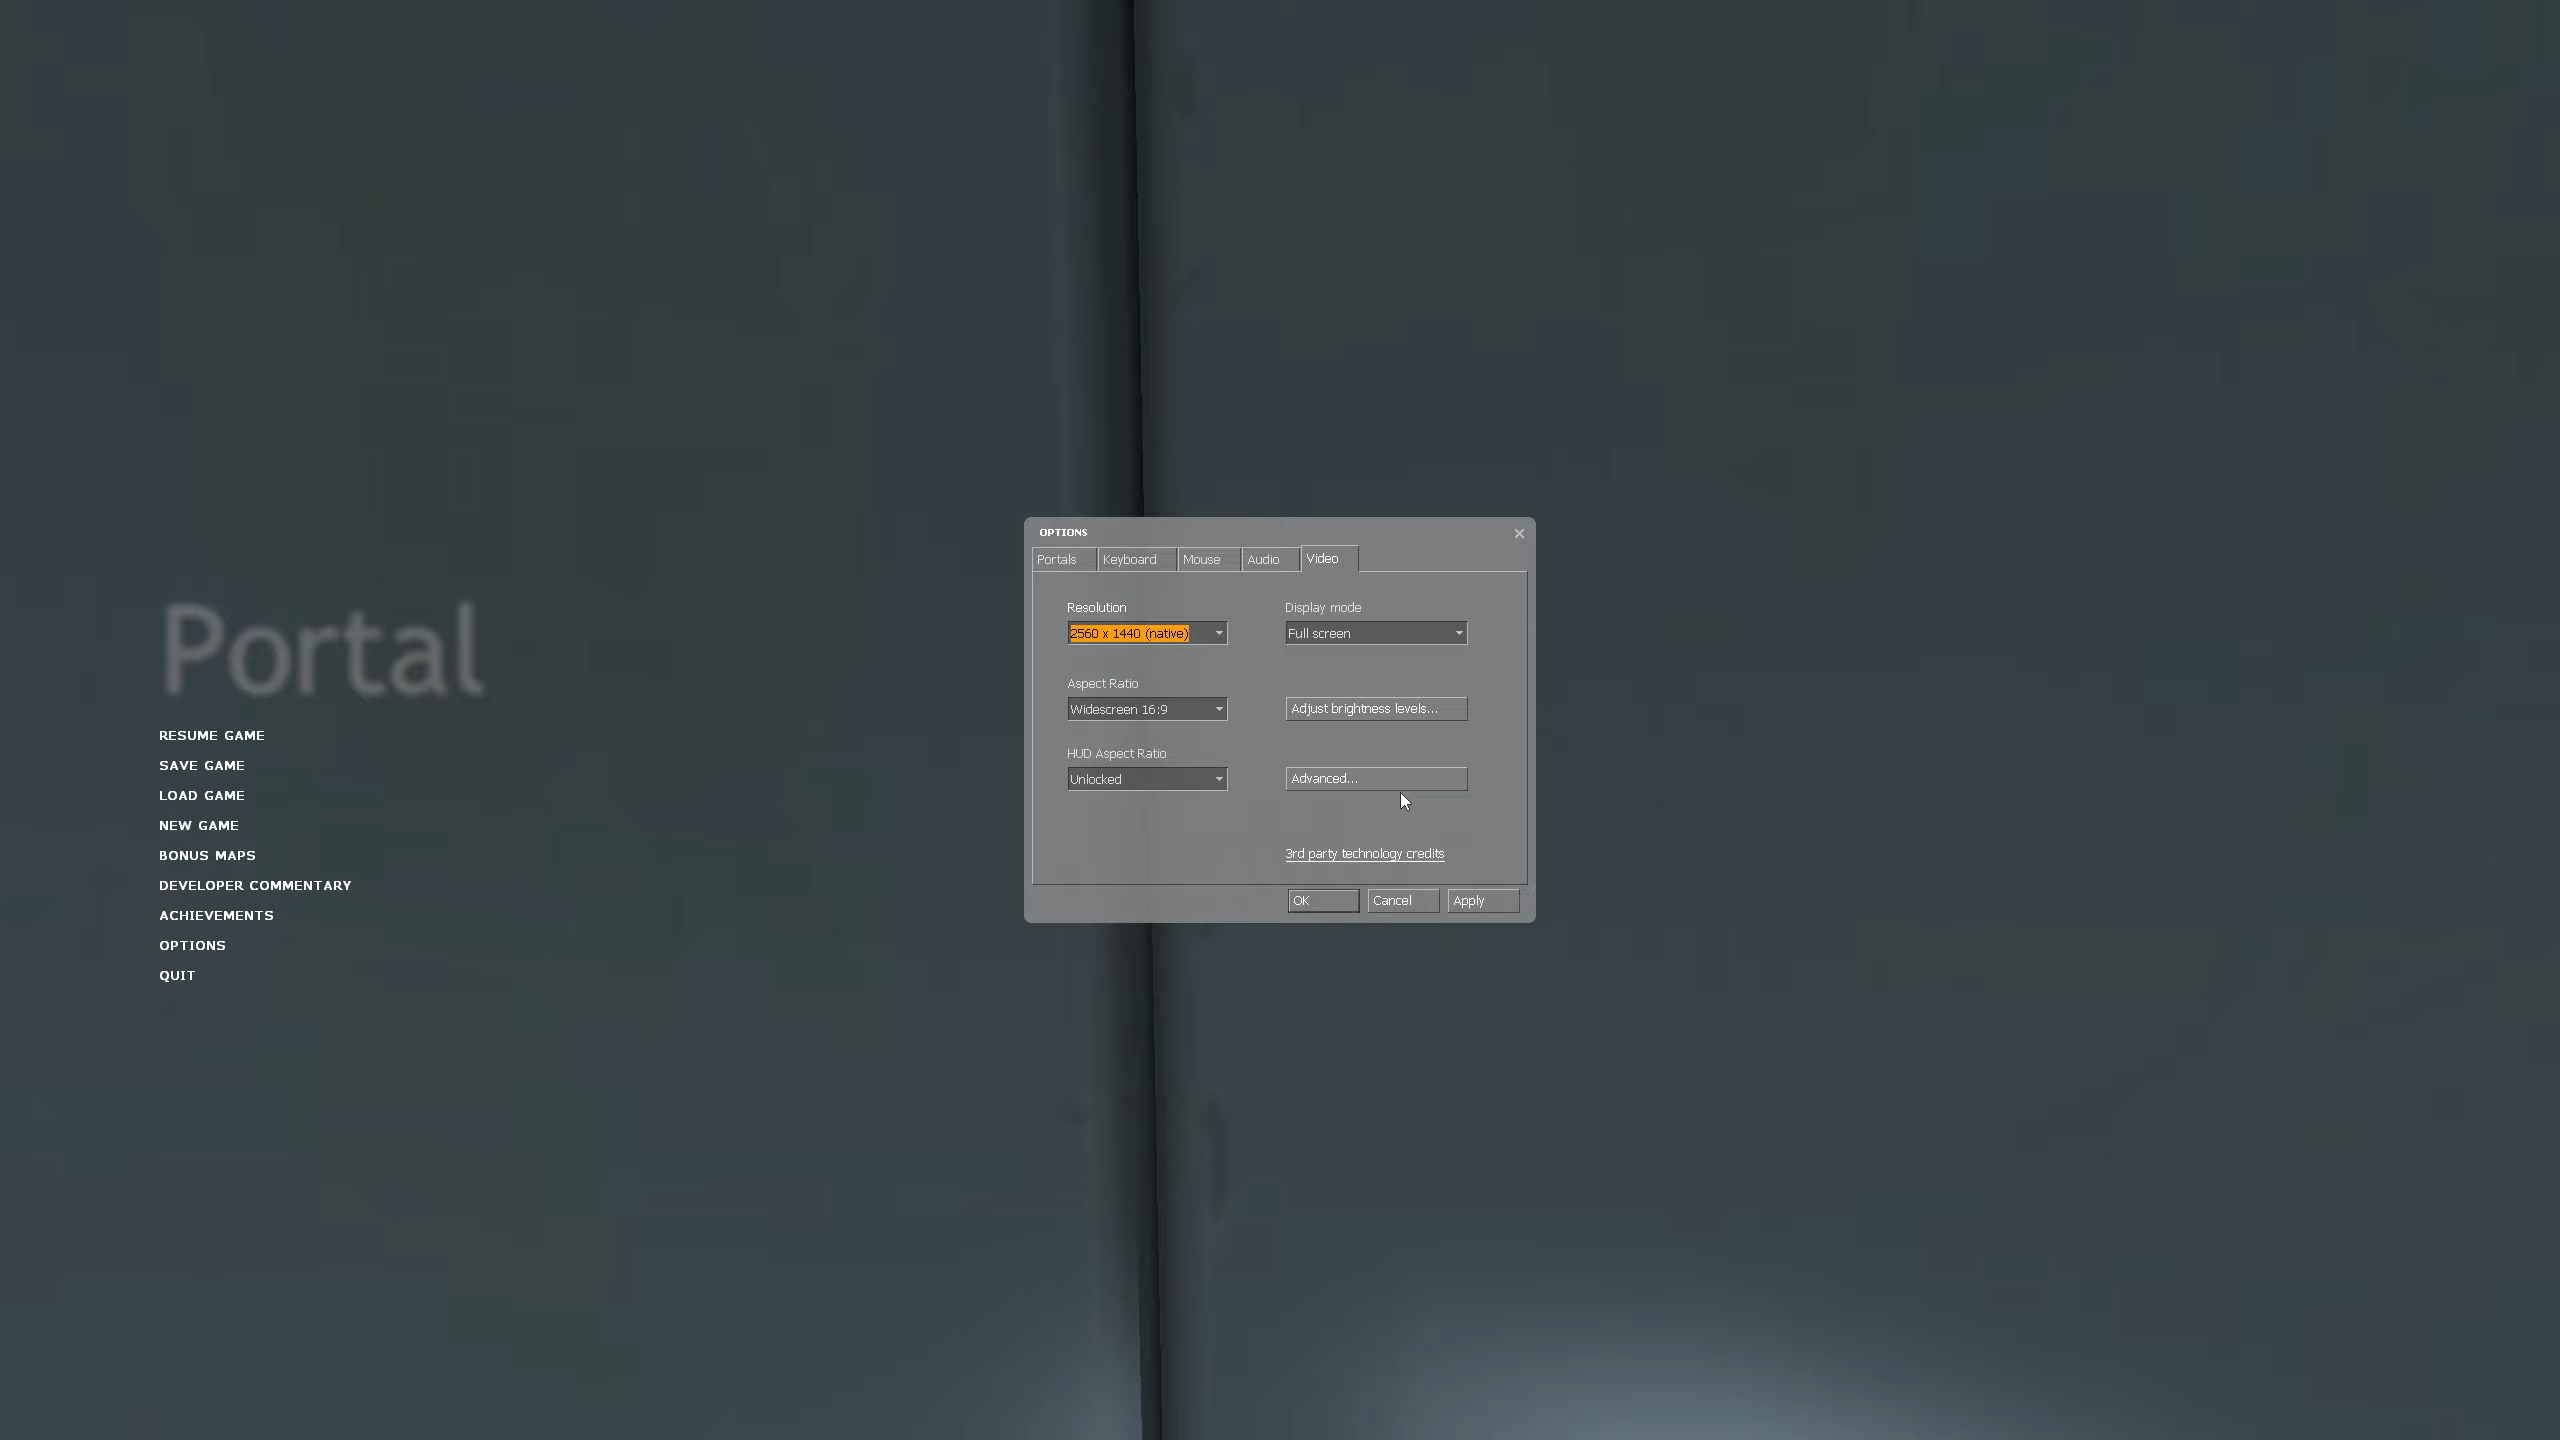 Portal
RESUME GAME
SAVE GAME
LOAD GAME
NEW GAME
BONUS MAPS
DEVELOPER COMMENTARY
ACHIEVEMENTS
OPTIONS
QUIT
OPTIONS
Portals Keyboard Mouse Audio Video
Resolution
2560 x 1440 (native)
Display mode
Full screen
Aspect Ratio
Widescreen 16:9
Adjust brightness levels...
HUD Aspect Ratio
Unlocked
Advanced...
3rd party technology credits
OK Cancel Apply